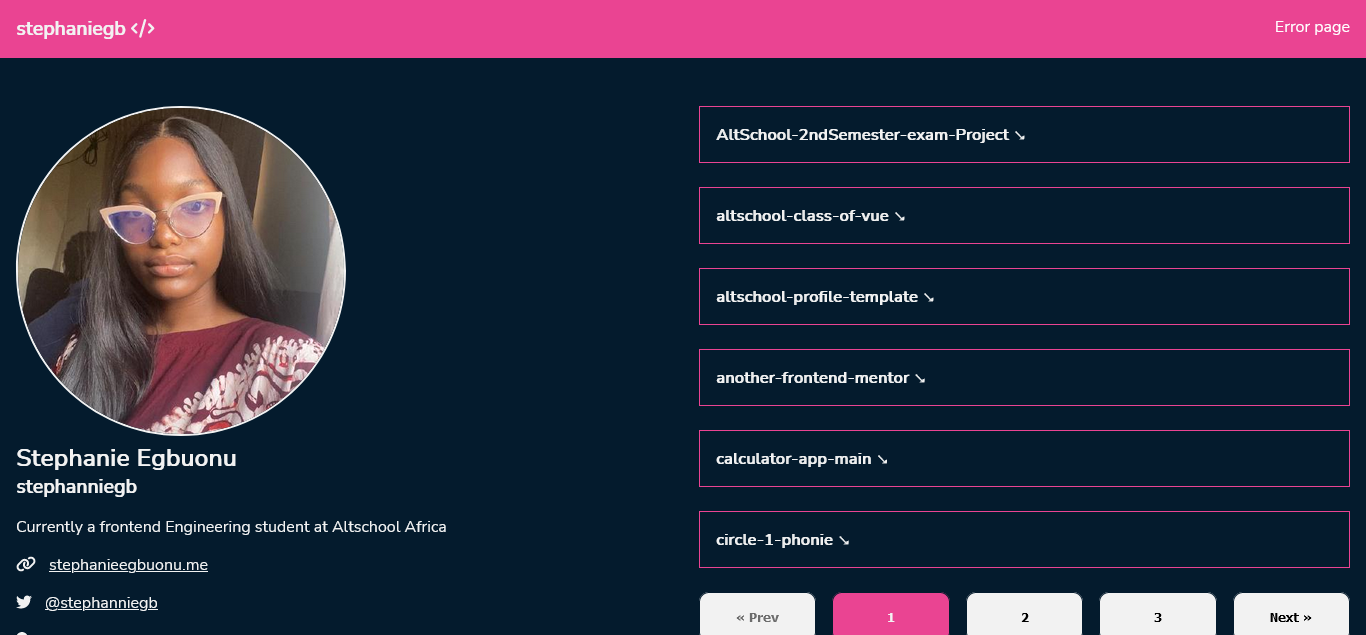 stephaniegb </>
Error page
Stephanie Egbuonu
stephanniegb
Currently a frontend Engineering student at Altschool Africa
stephanieegbuonu.me
@stephanniegb
AltSchool-2ndSemester-exam-Project ↘
altschool-class-of-vue ↘
altschool-profile-template ↘
another-frontend-mentor ↘
calculator-app-main ↘
circle-1-phonie ↘
« Prev 1 2 3 Next »